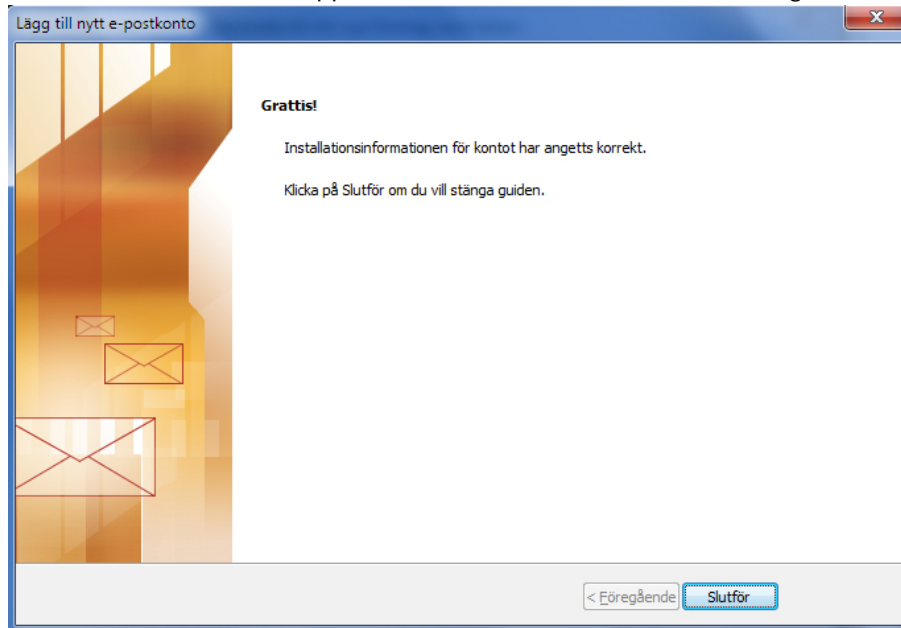 Lägg till nytt e-postkonto
Grattis!
Installationsinformationen för kontot har angetts korrekt.
Klicka på Slutför om du vill stänga guiden.
< Föregående Slutför